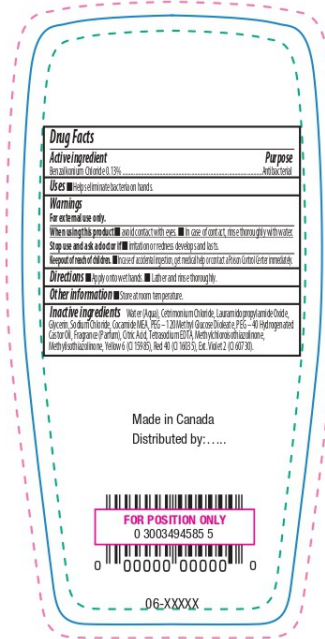 Drug Facts
Active ingredient Purpose
Benzalkonium Chloride 0.13% Antibacterial
Uses ■ Helps eliminate bacteria on hands.
Warnings
For external use only.
When using this product ■ avoid contact with eyes. ■ In case of contact, rinse thoroughly with water.
Stop use and ask a doctor if ■ irritation or redness develops and lasts.
Keep out of reach of children. ■ In case of accidental ingestion, get medical help or contact a Poison Control Center immediately.
Directions ■ Apply onto wet hands. ■ Lather and rinse thoroughly.
Other information ■ Store at room temperature.
Inactive ingredients Water (Aqua), Cetrimonium Chloride, Lauramidopropylamine Oxide,
Glycerin, Sodium Chloride, Cocamide MEA, PEG – 120 Methyl Glucose Dioleate, PEG – 40 Hydrogenated
Castor Oil, Fragrance (Parfum), Citric Acid, Tetrasodium EDTA, Methylchloroisothiazolinone,
Methylisothiazolinone, Yellow 6 (CI 15985), Red 40 (CI 16035), Ext. Violet 2 (CI 60730).
Made in Canada
Distributed by:.....
FOR POSITION ONLY
0 3003494585 5
0 00000 00000 0
06-XXXXX